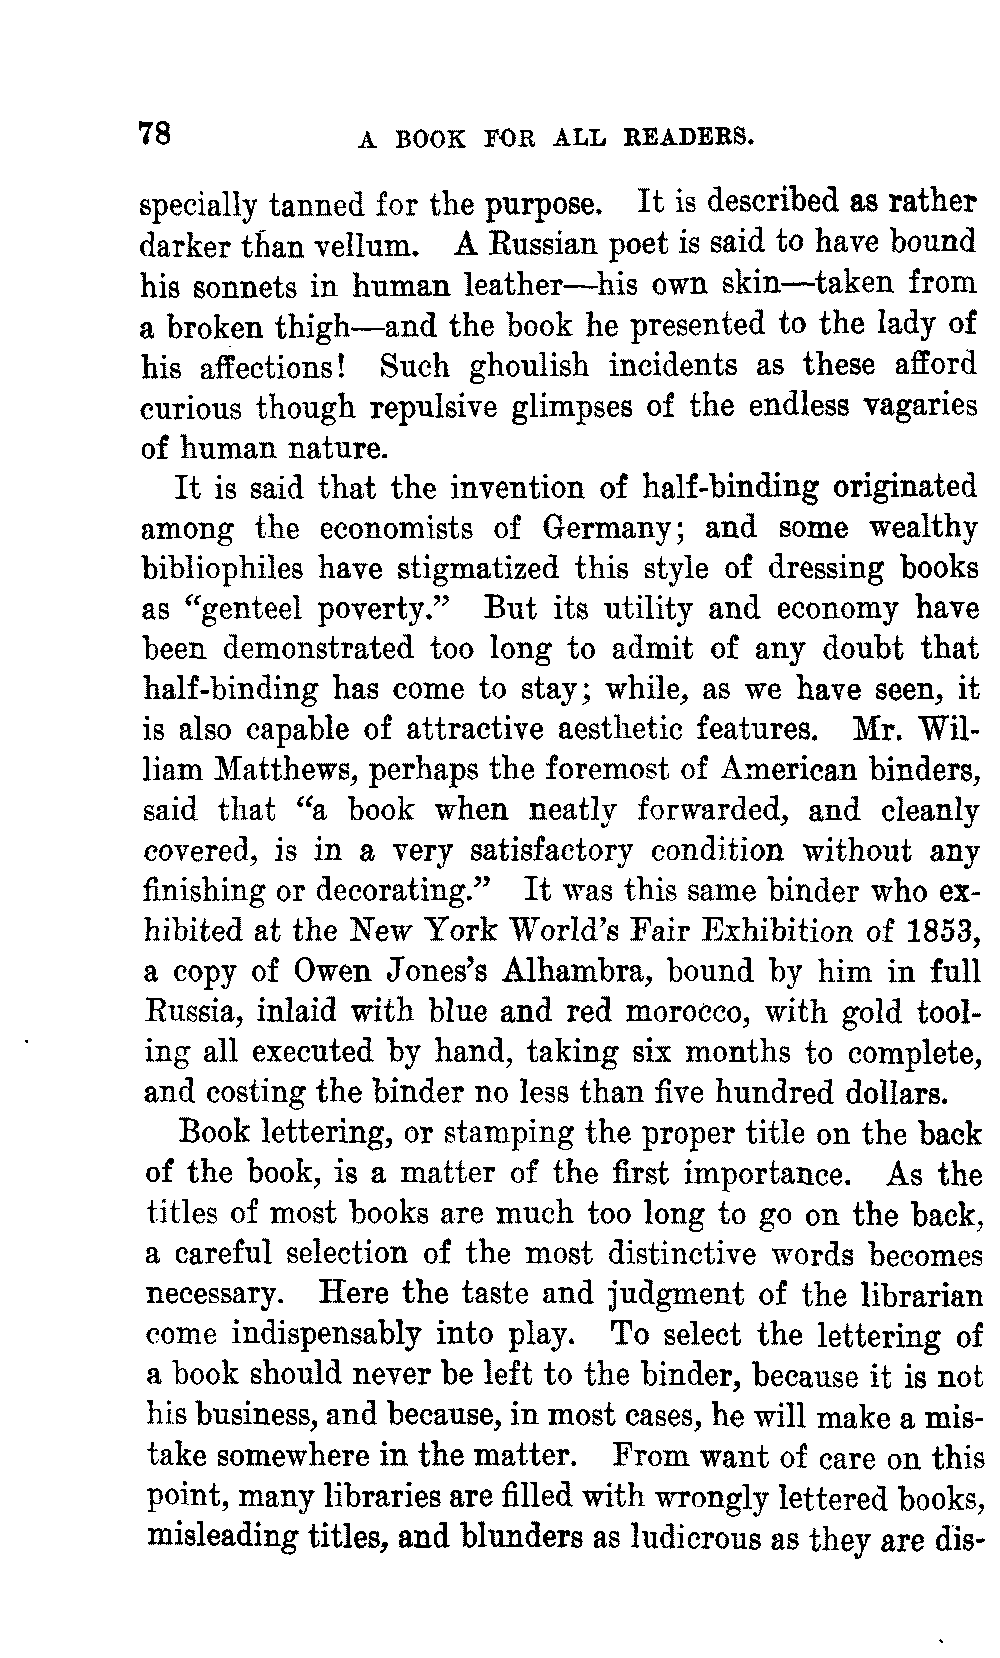 78 A BOOK FOR ALL READERS.
specially tanned for the purpose. It is described as rather
darker than vellum. A Russian poet is said to have bound
his sonnets in human leather—his own skin—taken from
a broken thigh—and the book he presented to the lady of
his affections! Such ghoulish incidents as these afford
curious though repulsive glimpses of the endless vagaries
of human nature.
It is said that the invention of half-binding originated
among the economists of Germany; and some wealthy
bibliophiles have stigmatized this style of dressing books
as “genteel poverty.” But its utility and economy have
been demonstrated too long to admit of any doubt that
half-binding has come to stay; while, as we have seen, it
is also capable of attractive aesthetic features. Mr. Wil-
liam Matthews, perhaps the foremost of American binders,
said that “a book when neatly forwarded, and cleanly
covered, is in a very satisfactory condition without any
finishing or decorating.” It was this same binder who ex-
hibited at the New York World’s Fair Exhibition of 1853,
a copy of Owen Jones’s Alhambra, bound by him in full
Russia, inlaid with blue and red morocco, with gold tool-
ing all executed by hand, taking six months to complete,
and costing the binder no less than five hundred dollars.
Book lettering, or stamping the proper title on the back
of the book, is a matter of the first importance. As the
titles of most books are much too long to go on the back,
a careful selection of the most distinctive words becomes
necessary. Here the taste and judgment of the librarian
come indispensably into play. To select the lettering of
a book should never be left to the binder, because it is not
his business, and because, in most cases, he will make a mis-
take somewhere in the matter. From want of care on this
point, many libraries are filled with wrongly lettered books,
misleading titles, and blunders as ludicrous as they are dis-